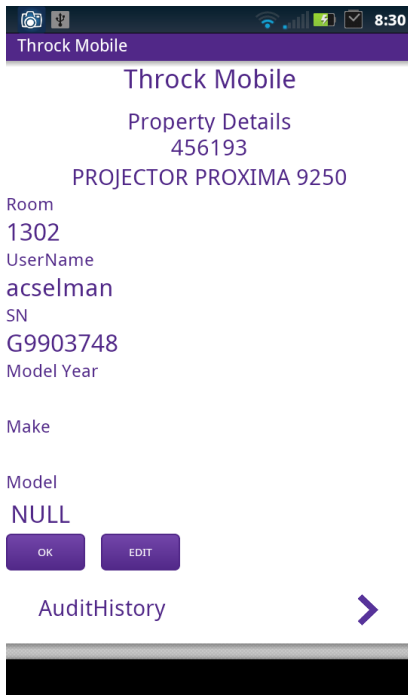 8:30
Throck Mobile
Throck Mobile
Property Details
456193
PROJECTOR PROXIMA 9250
Room
1302
UserName
acselman
SN
G9903748
Model Year
Make
Model
NULL
OK EDIT
AuditHistory